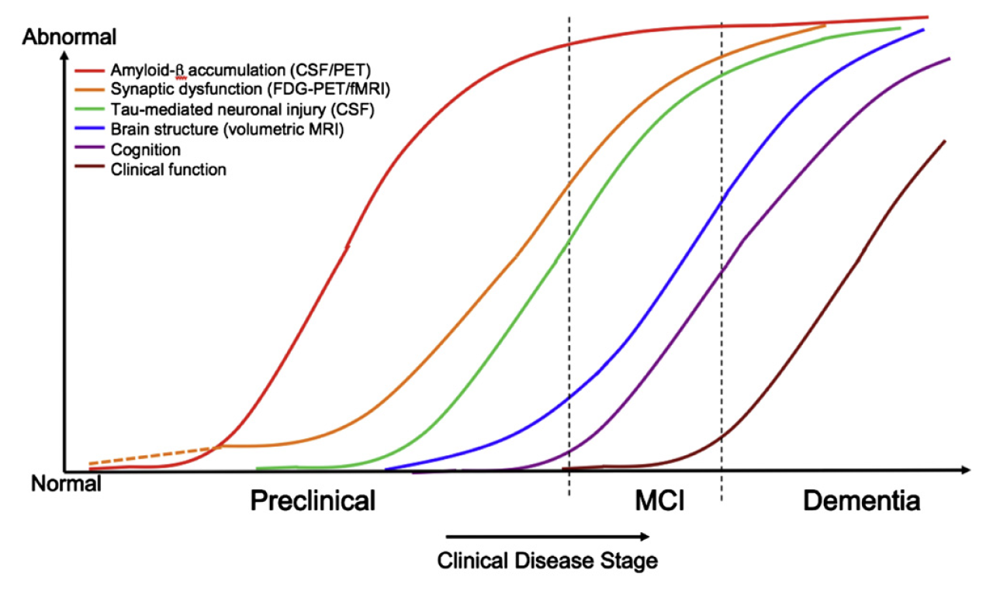 Abnormal
Amyloid-β accumulation (CSF/PET)
Synaptic dysfunction (FDG-PET/fMRI)
Tau-mediated neuronal injury (CSF)
Brain structure (volumetric MRI)
Cognition
Clinical function
Normal
Preclinical
MCI
Dementia
Clinical Disease Stage